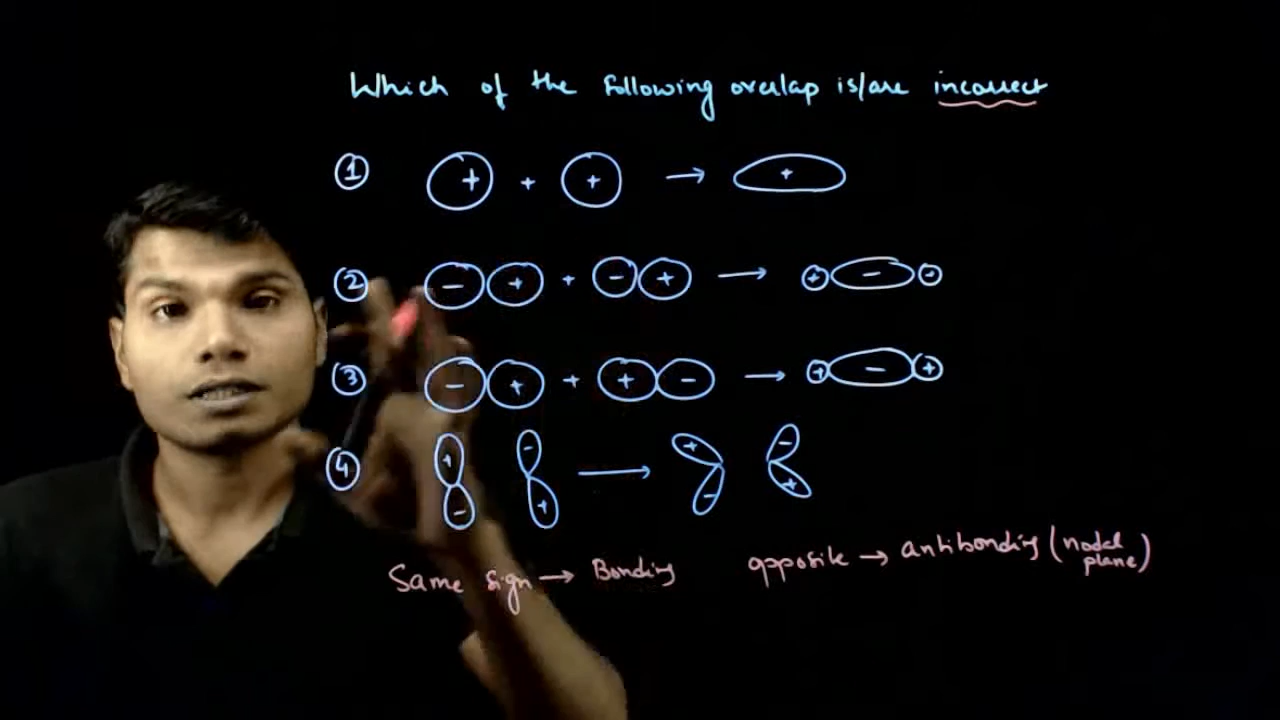 Which of the following overlap is/are incorrect
① + + + → +
② - + + - + → + - +
③ - + + + - → + - +
④ + - - + → + - - +
Same sign → Bonding opposite → antibonding (nodal plane)